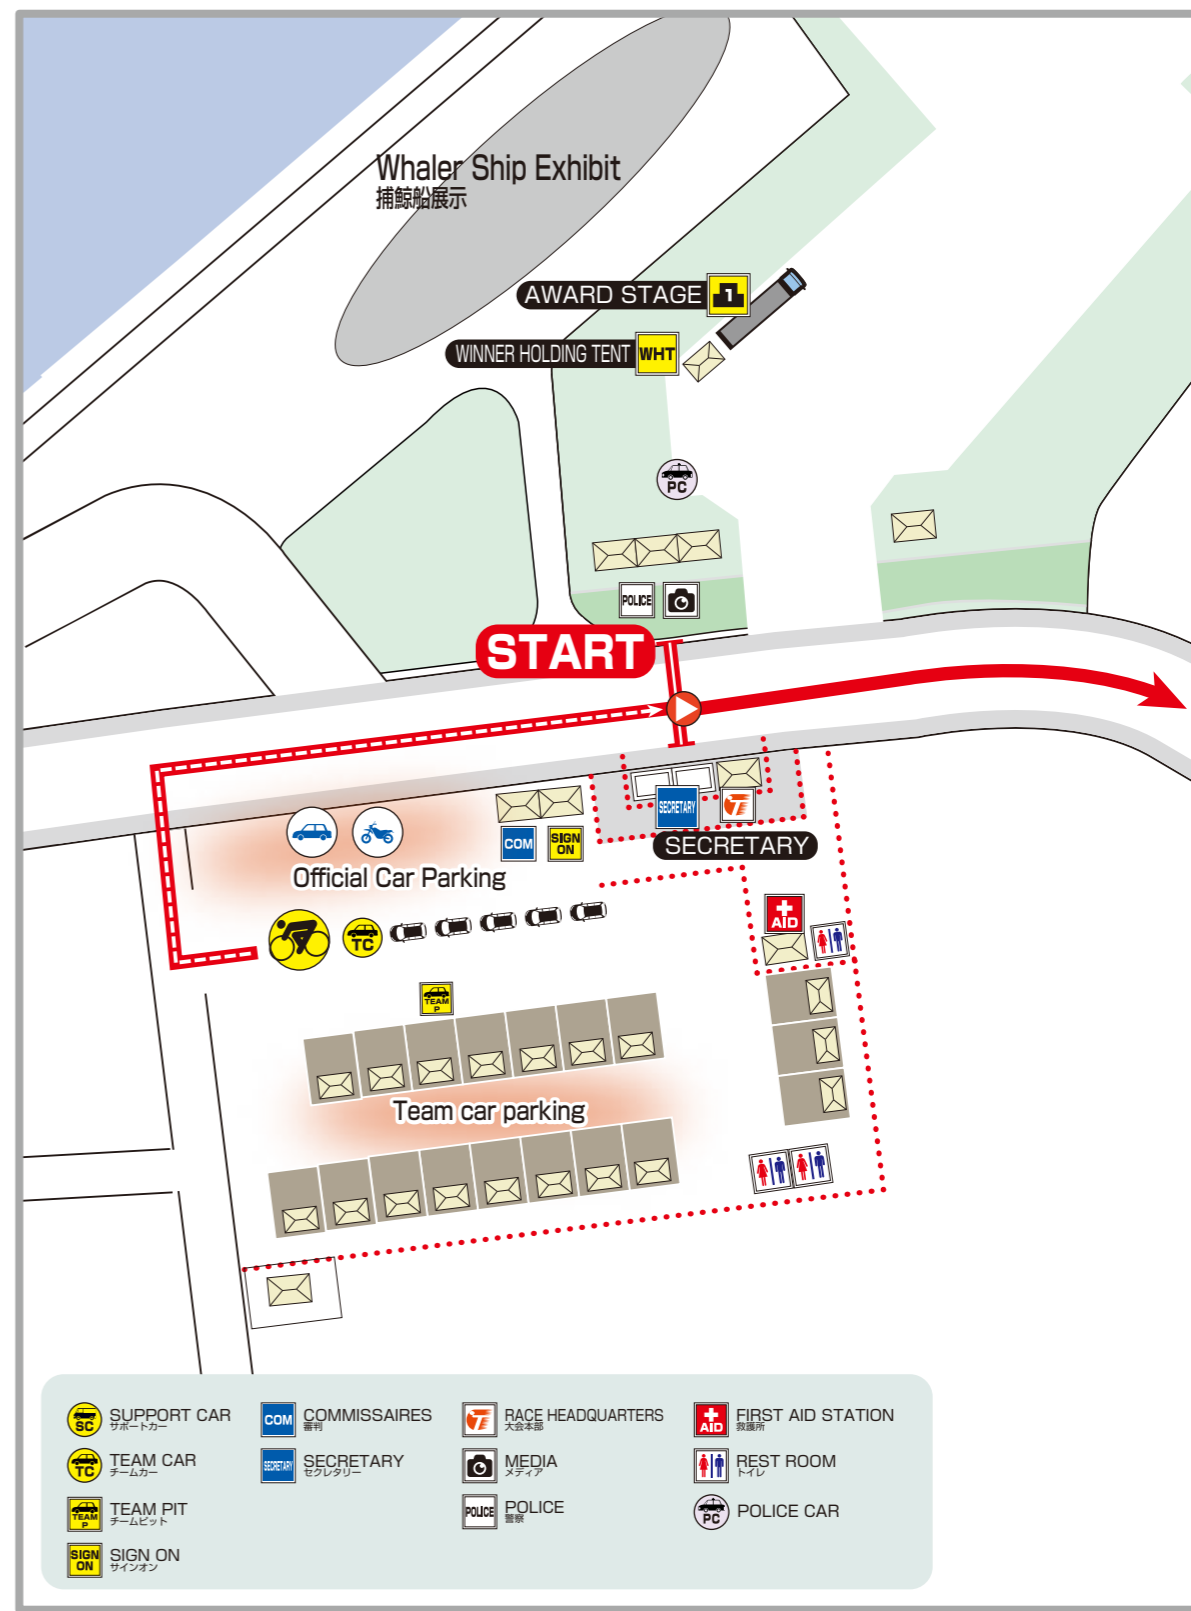 Whaler Ship Exhibit
捕鯨船展示
AWARD STAGE 1
WINNER HOLDING TENT WHT
PC
POLICE
START
SECRETARY
COM
SIGN ON
SECRETARY
Official Car Parking
TC
AID
TEAM P
Team car parking
SC SUPPORT CAR
サポートカー
TC TEAM CAR
チームカー
TEAM P TEAM PIT
チームピット
SIGN ON SIGN ON
サインオン
COM COMMISSAIRES
審判
SECRETARY SECRETARY
セクレタリー
RACE HEADQUARTERS
大会本部
MEDIA
メディア
POLICE POLICE
警察
AID FIRST AID STATION
救護所
REST ROOM
トイレ
PC POLICE CAR